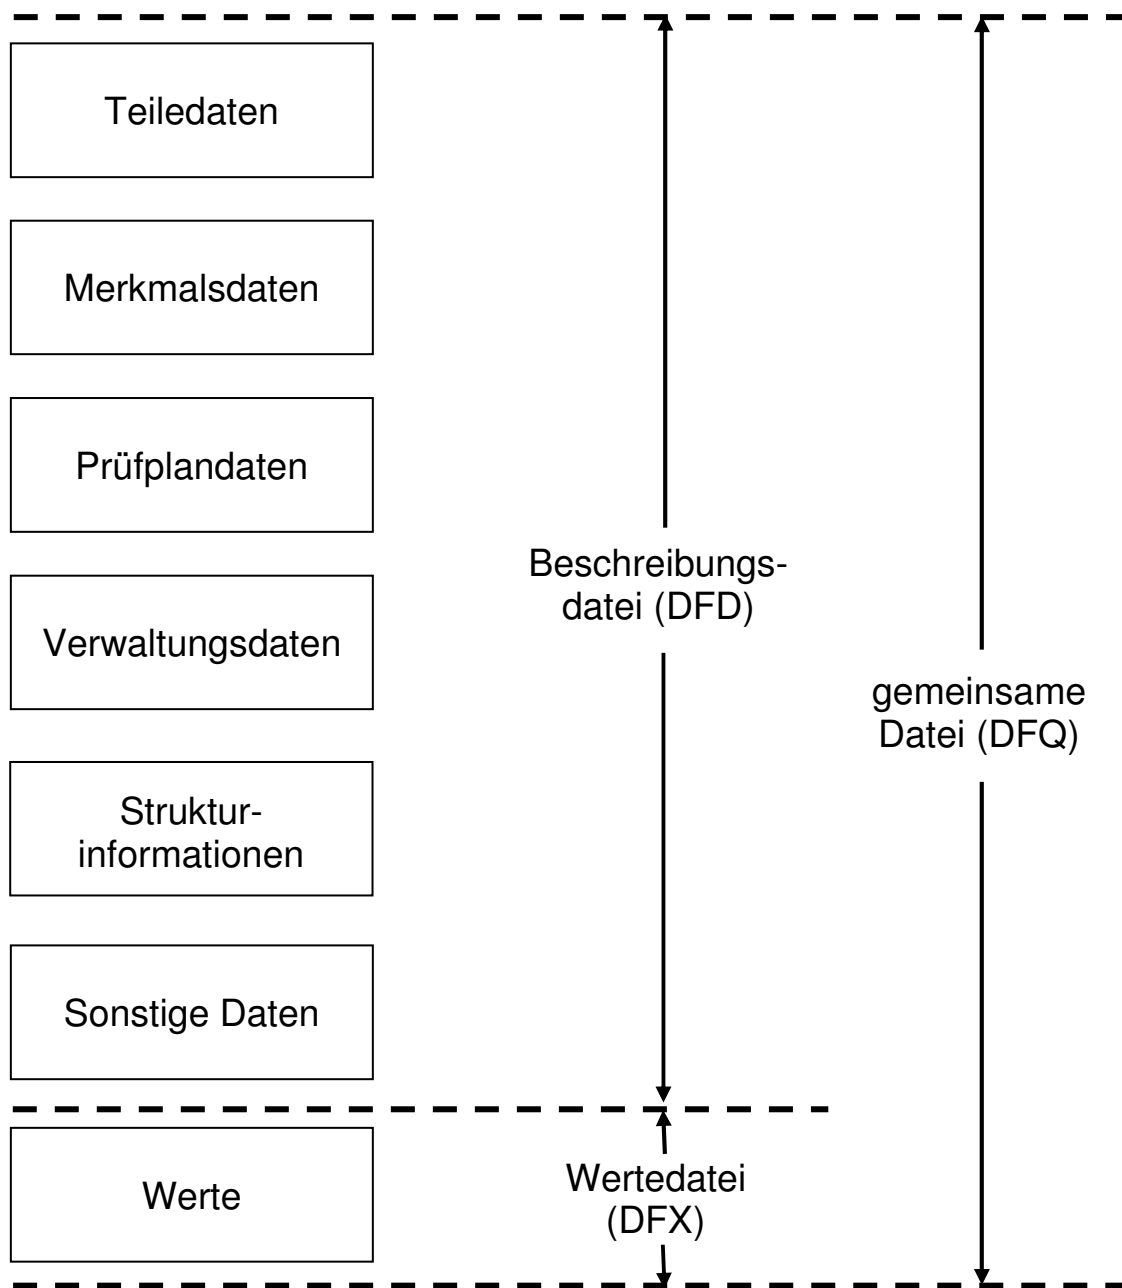 Teiledaten
Merkmalsdaten
Prüfplandaten
Verwaltungsdaten
Struktur-
informationen
Sonstige Daten
Werte
Beschreibungs-
datei (DFD)
Wertedatei
(DFX)
gemeinsame
Datei (DFQ)